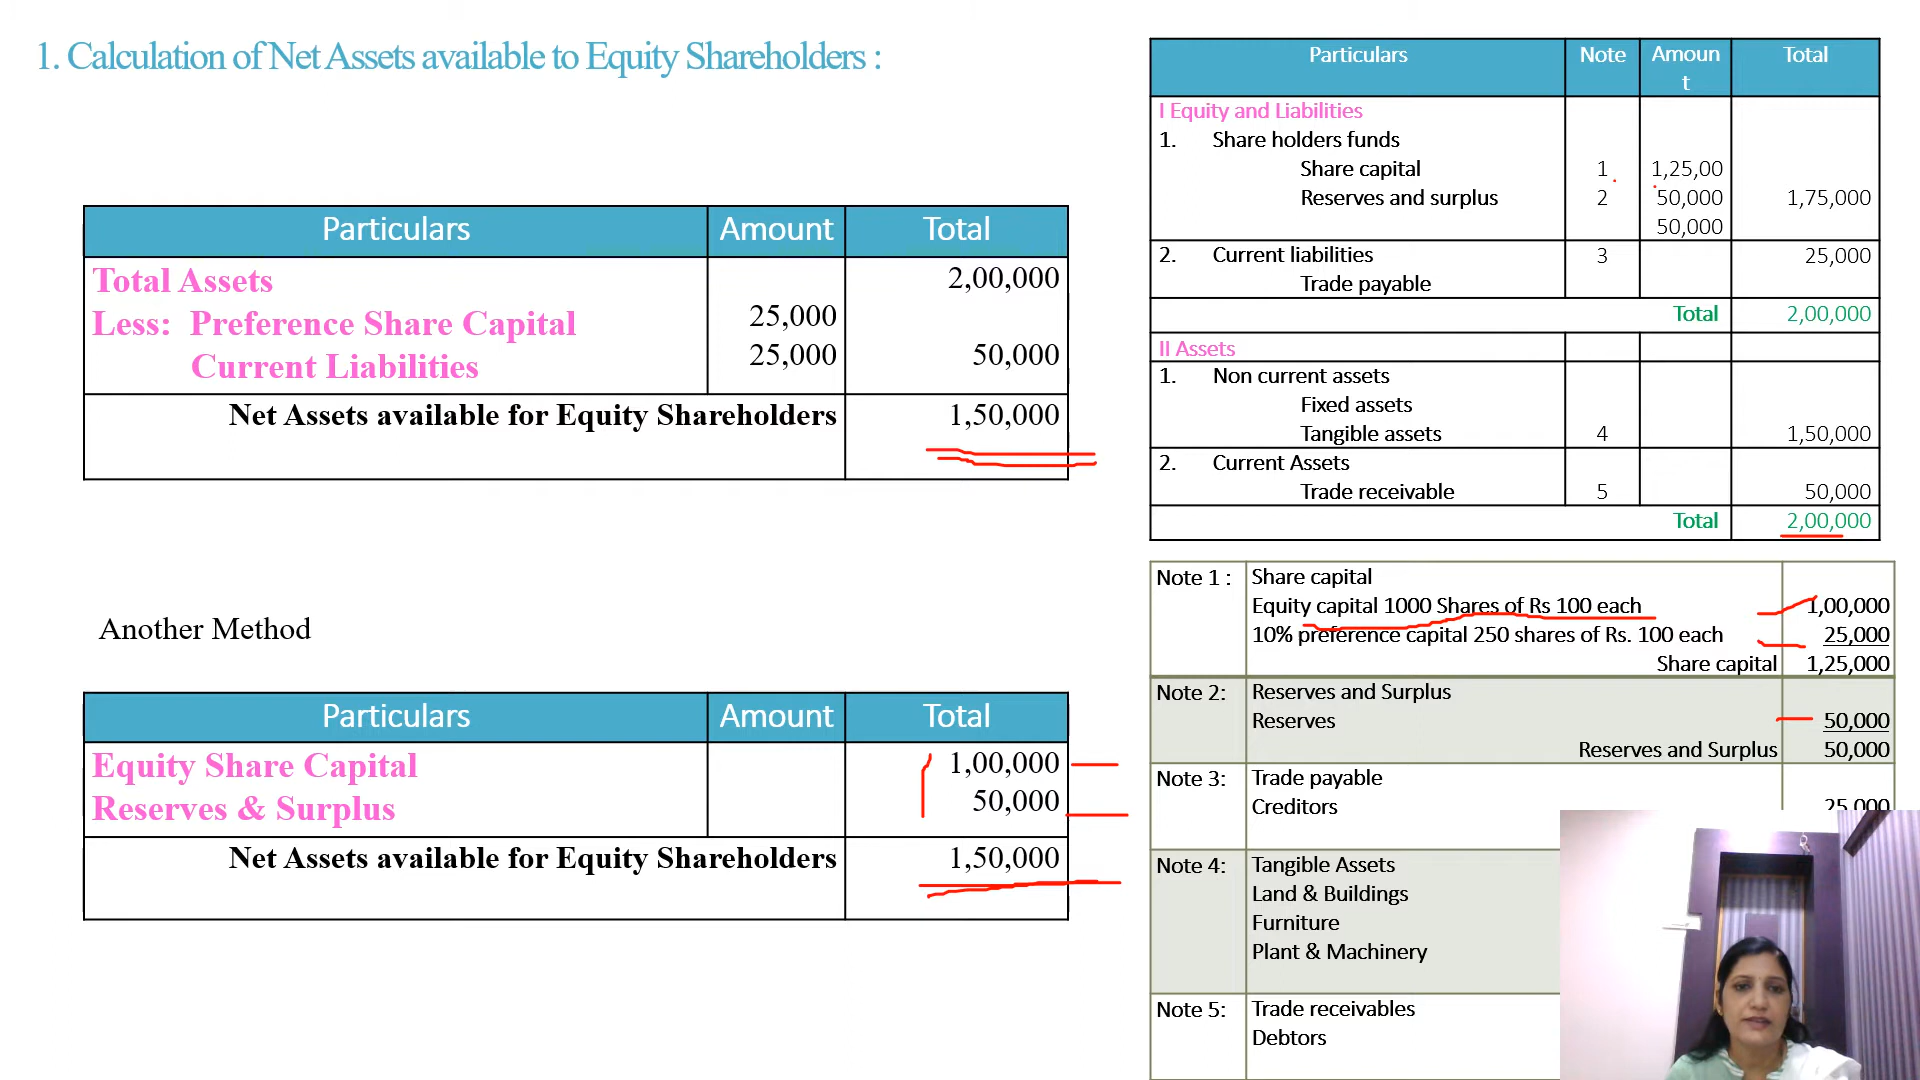 1. Calculation of Net Assets available to Equity Shareholders :
Particulars Amount Total
Total Assets 2,00,000
Less: Preference Share Capital 25,000
Current Liabilities 25,000 50,000
Net Assets available for Equity Shareholders 1,50,000
Another Method
Particulars Amount Total
Equity Share Capital 1,00,000
Reserves & Surplus 50,000
Net Assets available for Equity Shareholders 1,50,000
Particulars Note Amoun
t Total
I Equity and Liabilities
1. Share holders funds
Share capital 1 1,25,00
Reserves and surplus 2 50,000 1,75,000
50,000
2. Current liabilities 3 25,000
Trade payable
Total 2,00,000
II Assets
1. Non current assets
Fixed assets
Tangible assets 4 1,50,000
2. Current Assets
Trade receivable 5 50,000
Total 2,00,000
Note 1 : Share capital
Equity capital 1000 Shares of Rs 100 each 1,00,000
10% preference capital 250 shares of Rs. 100 each 25,000
Share capital 1,25,000
Note 2: Reserves and Surplus
Reserves 50,000
Reserves and Surplus 50,000
Note 3: Trade payable
Creditors 25,000
Note 4: Tangible Assets
Land & Buildings
Furniture
Plant & Machinery
Note 5: Trade receivables
Debtors